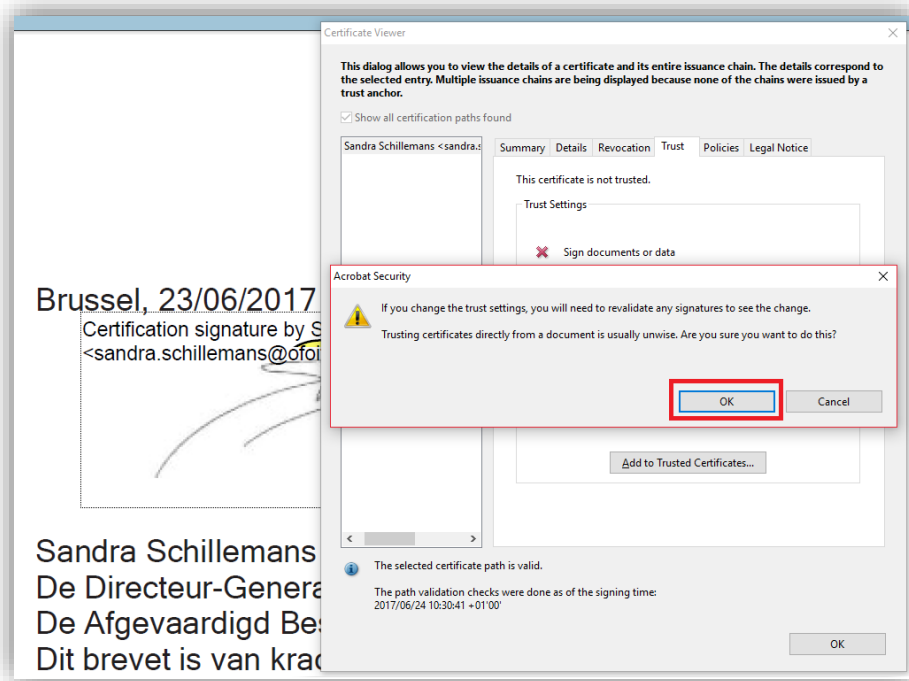 Certificate Viewer
This dialog allows you to view the details of a certificate and its entire issuance chain. The details correspond to
the selected entry. Multiple issuance chains are being displayed because none of the chains were issued by a
trust anchor.
Show all certification paths found
Sandra Schillemans <sandra.s
Summary Details Revocation Trust Policies Legal Notice
This certificate is not trusted.
Trust Settings
Sign documents or data
Acrobat Security
If you change the trust settings, you will need to revalidate any signatures to see the change.
Trusting certificates directly from a document is usually unwise. Are you sure you want to do this?
OK
Cancel
Add to Trusted Certificates...
The selected certificate path is valid.
The path validation checks were done as of the signing time:
2017/06/24 10:30:41 +01'00'
OK
Brussel, 23/06/2017
Certification signature by S
<sandra.schillemans@ofoi
Sandra Schillemans
De Directeur-Genera
De Afgevaardigd Bes
Dit brevet is van krac